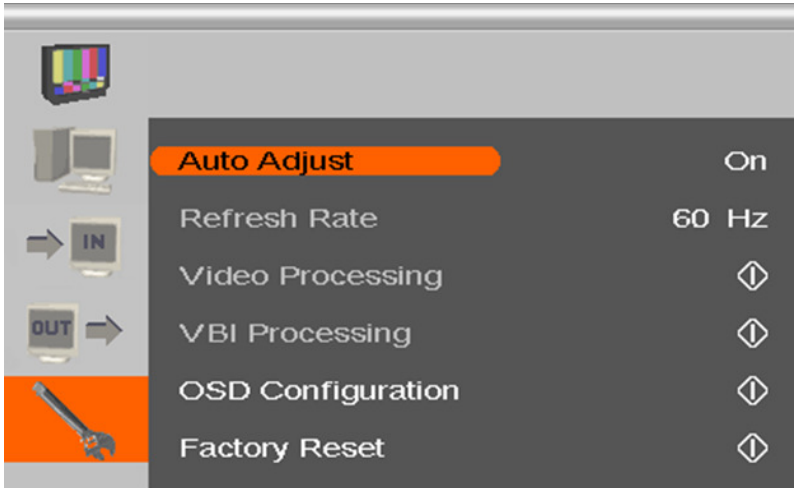 Auto Adjust On
Refresh Rate 60 Hz
IN
Video Processing
OUT
VBI Processing
OSD Configuration
Factory Reset